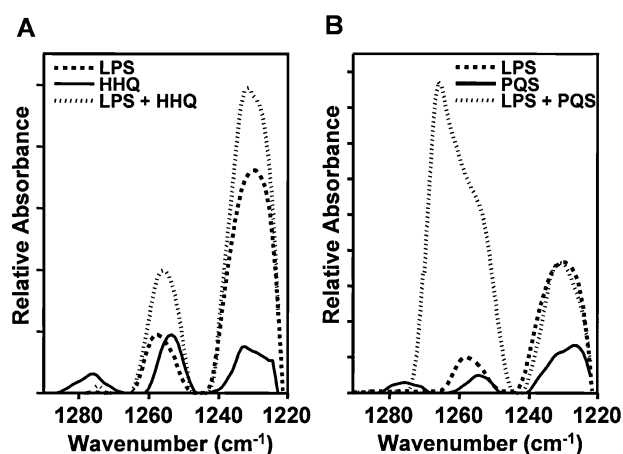 A
LPS
HHQ
LPS + HHQ
Relative Absorbance
1280 1260 1240 1220
Wavenumber (cm-1)
B
LPS
PQS
LPS + PQS
Relative Absorbance
1280 1260 1240 1220
Wavenumber (cm-1)